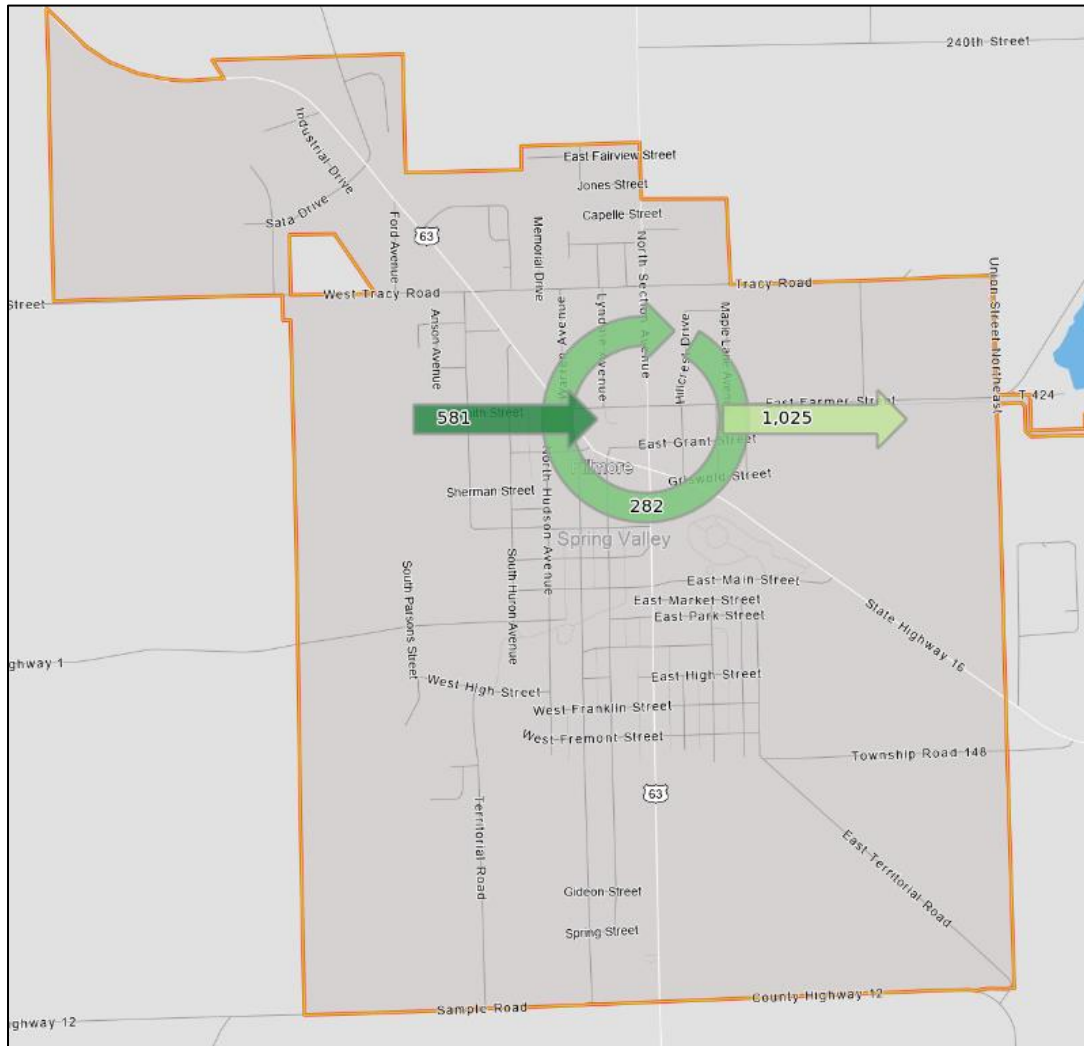 240th Street
Industrial Drive
East Fairview Street
Jones Street
Sata Drive
Ford Avenue
63
Memorial Drive
Capelle Street
North Section Avenue
Street
West Tracy Road
Tracy Road
Union Street Northeast
Anson Avenue
Avenue
Lyndale Avenue
Hillcrest Drive
Maple Lane Avenue
T 424
East Farmer Street
581
Street
1,025
East Grant Street
Fillmore
Griswold Street
Sherman Street
North Hudson Avenue
282
Spring Valley
South Parsons Street
South Huron Avenue
East Main Street
East Market Street
East Park Street
State Highway 16
ghway 1
West High Street
East High Street
West Franklin Street
West Fremont Street
Township Road 148
63
Territorial Road
East Territorial Road
Gideon Street
Spring Street
Sample Road
County Highway 12
ghway 12